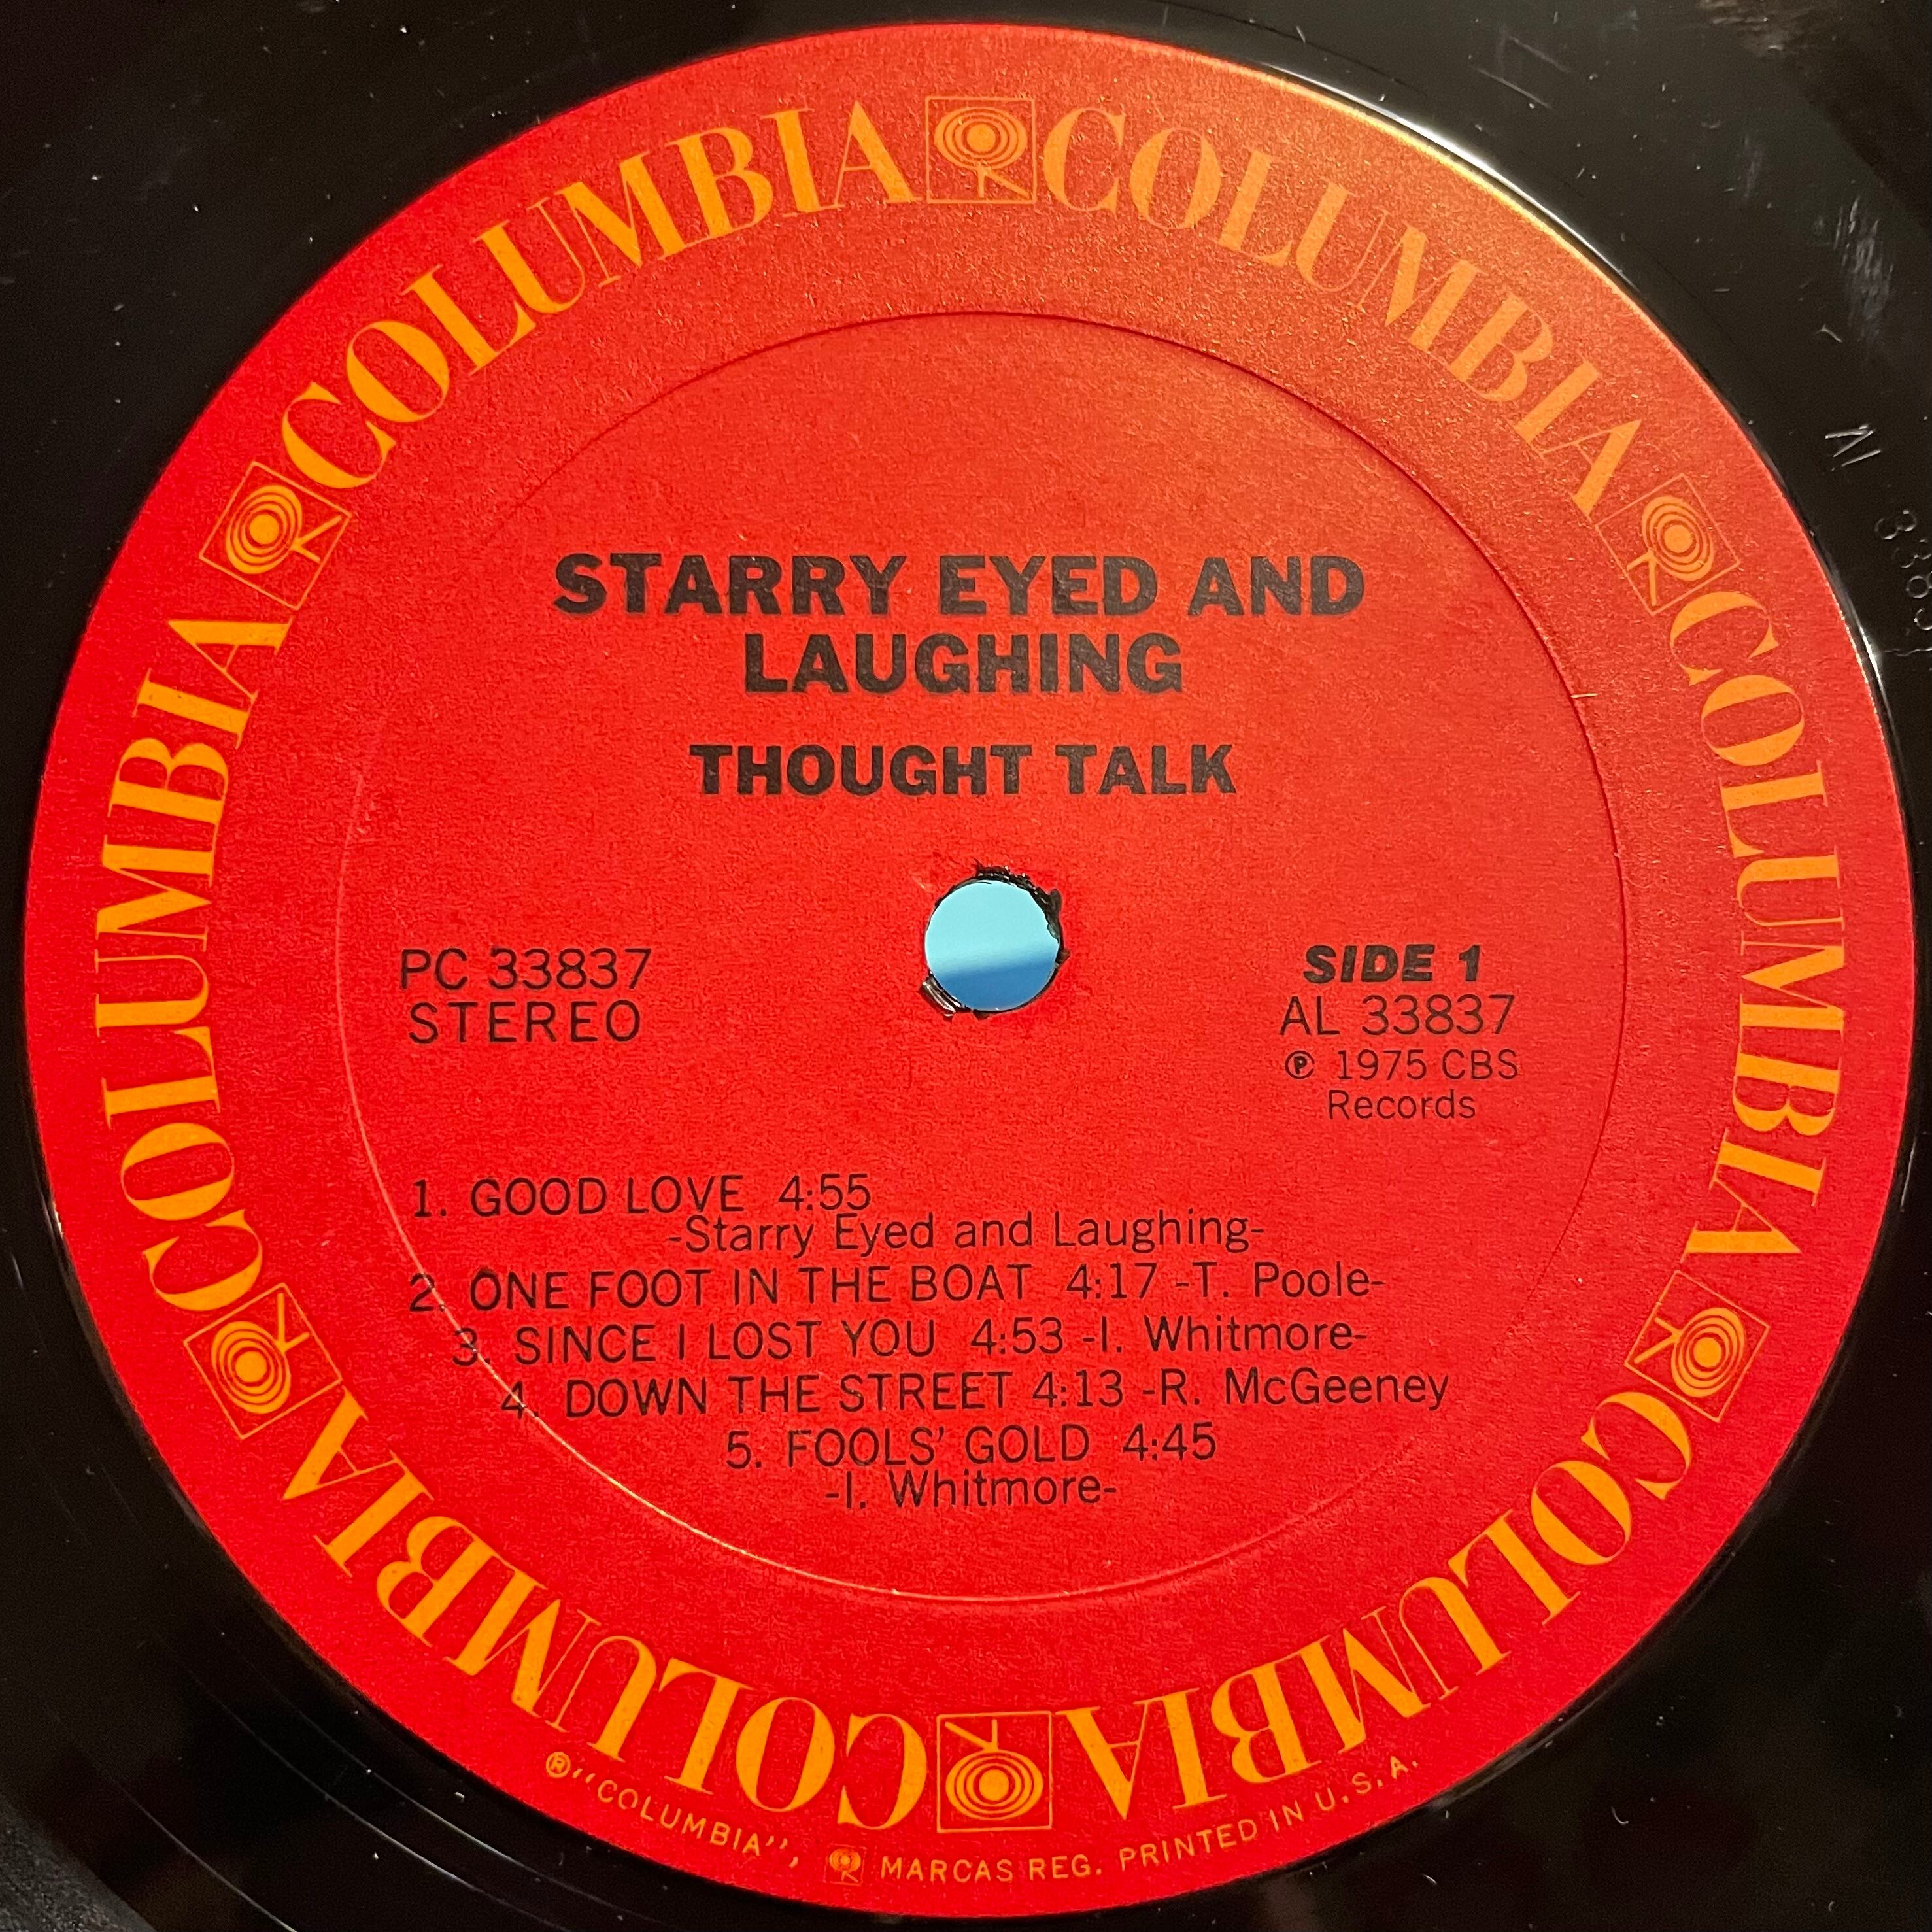 COLUMBIA COLUMBIA COLUMBIA COLUMBIA COLUMBIA COLUMBIA
STARRY EYED AND
LAUGHING
THOUGHT TALK
PC 33837
STEREO
SIDE 1
AL 33837
℗ 1975 CBS
Records
1. GOOD LOVE 4:55
-Starry Eyed and Laughing-
2. ONE FOOT IN THE BOAT 4:17 -T. Poole-
3. SINCE I LOST YOU 4:53 -I. Whitmore-
4. DOWN THE STREET 4:13 -R. McGeeney
5. FOOLS' GOLD 4:45
-I. Whitmore-
®"COLUMBIA", MARCAS REG. PRINTED IN U.S.A.